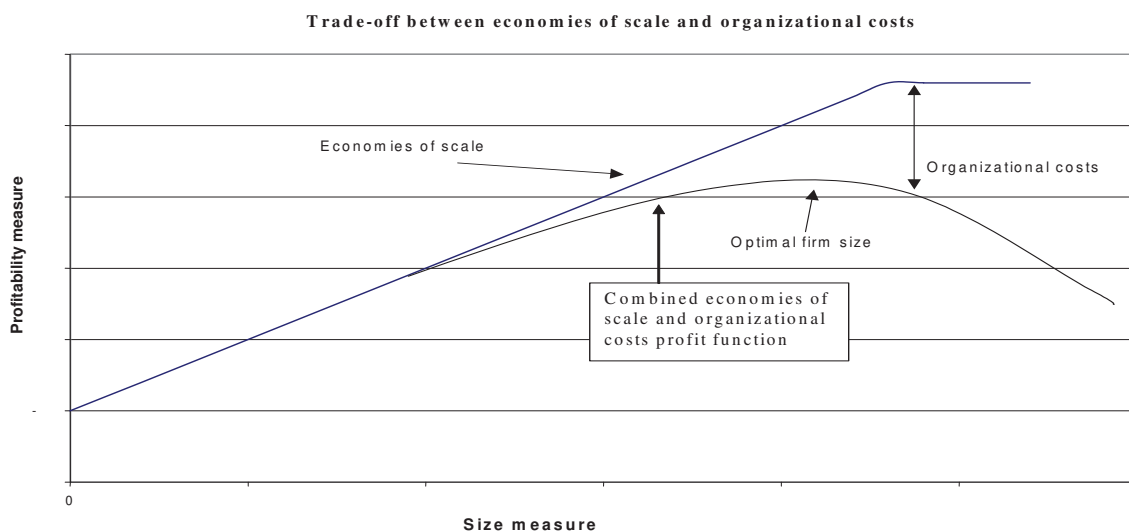 Trade-off between economies of scale and organizational costs
Economies of scale
Organizational costs
Optimal firm size
Combined economies of
scale and organizational
costs profit function
Profitability measure
-
0
Size measure